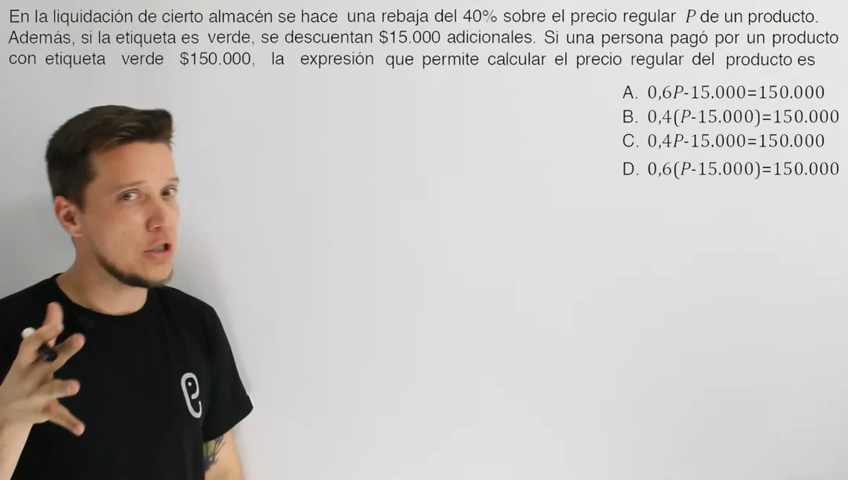 En la liquidación de cierto almacén se hace una rebaja del 40% sobre el precio regular P de un producto.
Además, si la etiqueta es verde, se descuentan $15.000 adicionales. Si una persona pagó por un producto
con etiqueta verde $150.000, la expresión que permite calcular el precio regular del producto es
A. 0,6P-15.000=150.000
B. 0,4(P-15.000)=150.000
C. 0,4P-15.000=150.000
D. 0,6(P-15.000)=150.000